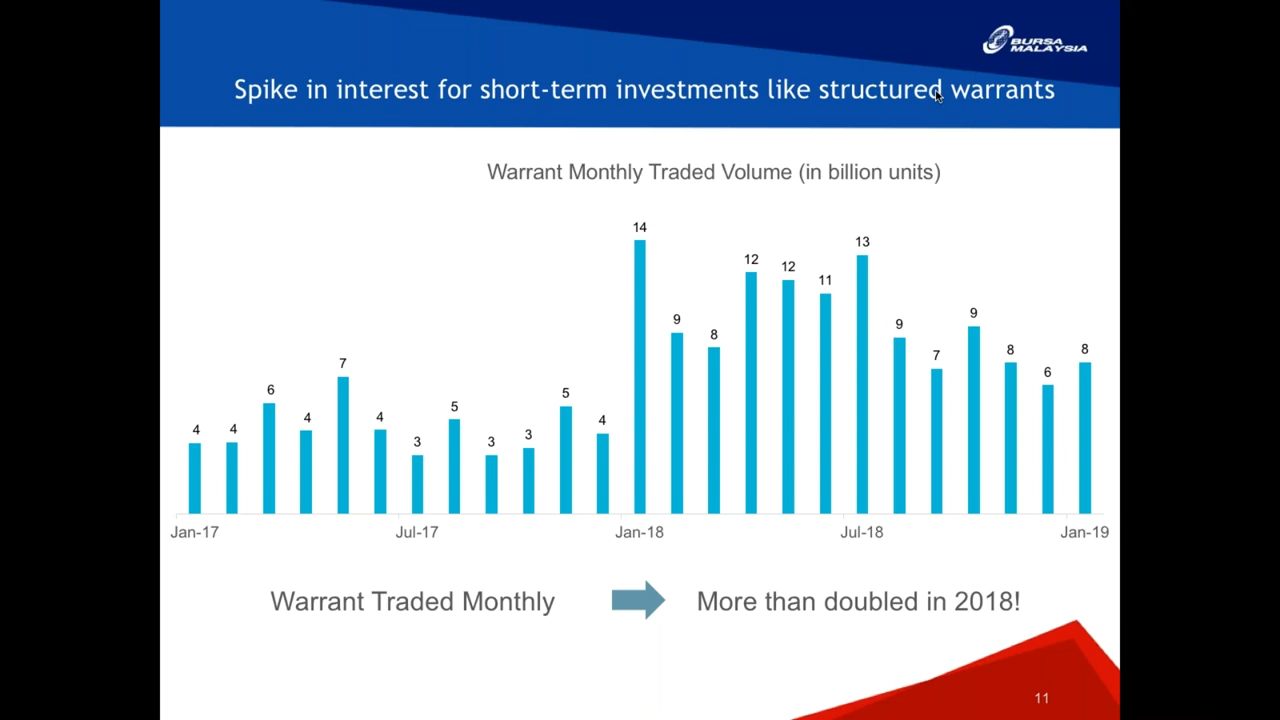 BURSA
MALAYSIA
Spike in interest for short-term investments like structured warrants
Warrant Monthly Traded Volume (in billion units)
4 4 6 4 7 4 3 5 3 3 5 4 14 9 8 12 12 11 13 9 7 9 8 6 8
Jan-17 Jul-17 Jan-18 Jul-18 Jan-19
Warrant Traded Monthly More than doubled in 2018!
11